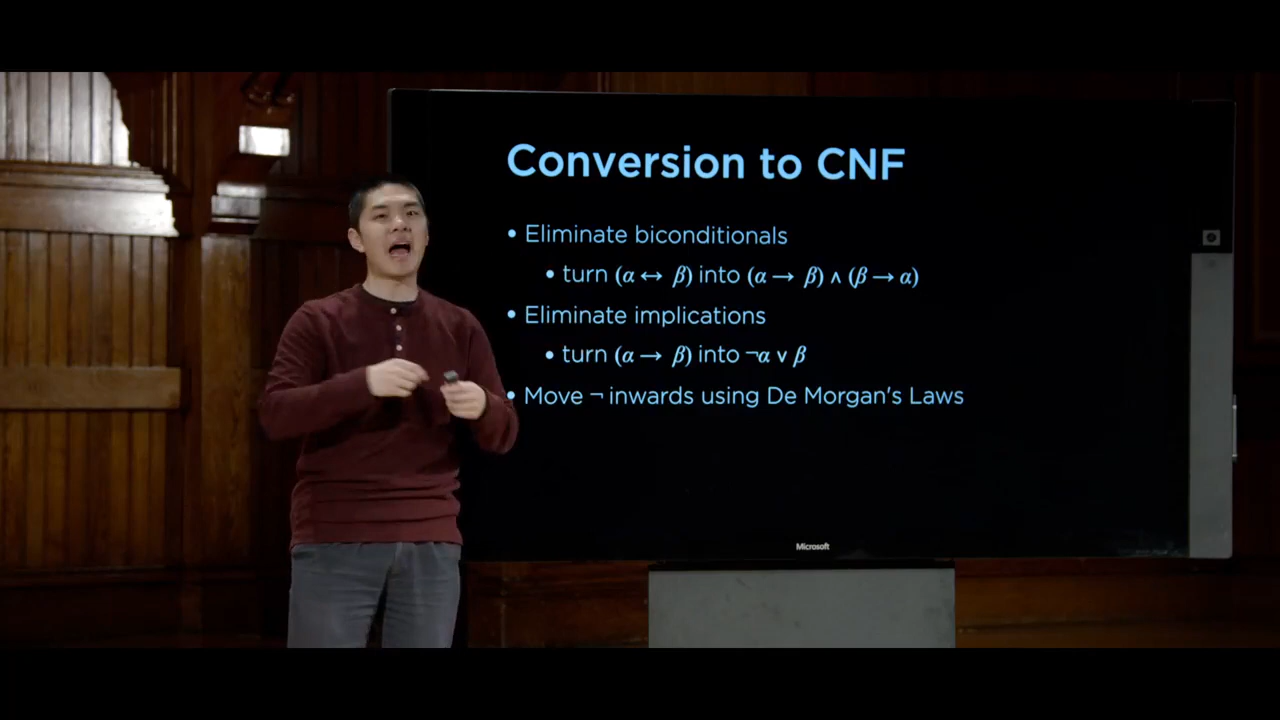 Conversion to CNF
• Eliminate biconditionals
• turn (α ↔ β) into (α → β) ∧ (β → α)
• Eliminate implications
• turn (α → β) into ¬α ∨ β
• Move ¬ inwards using De Morgan's Laws
Microsoft